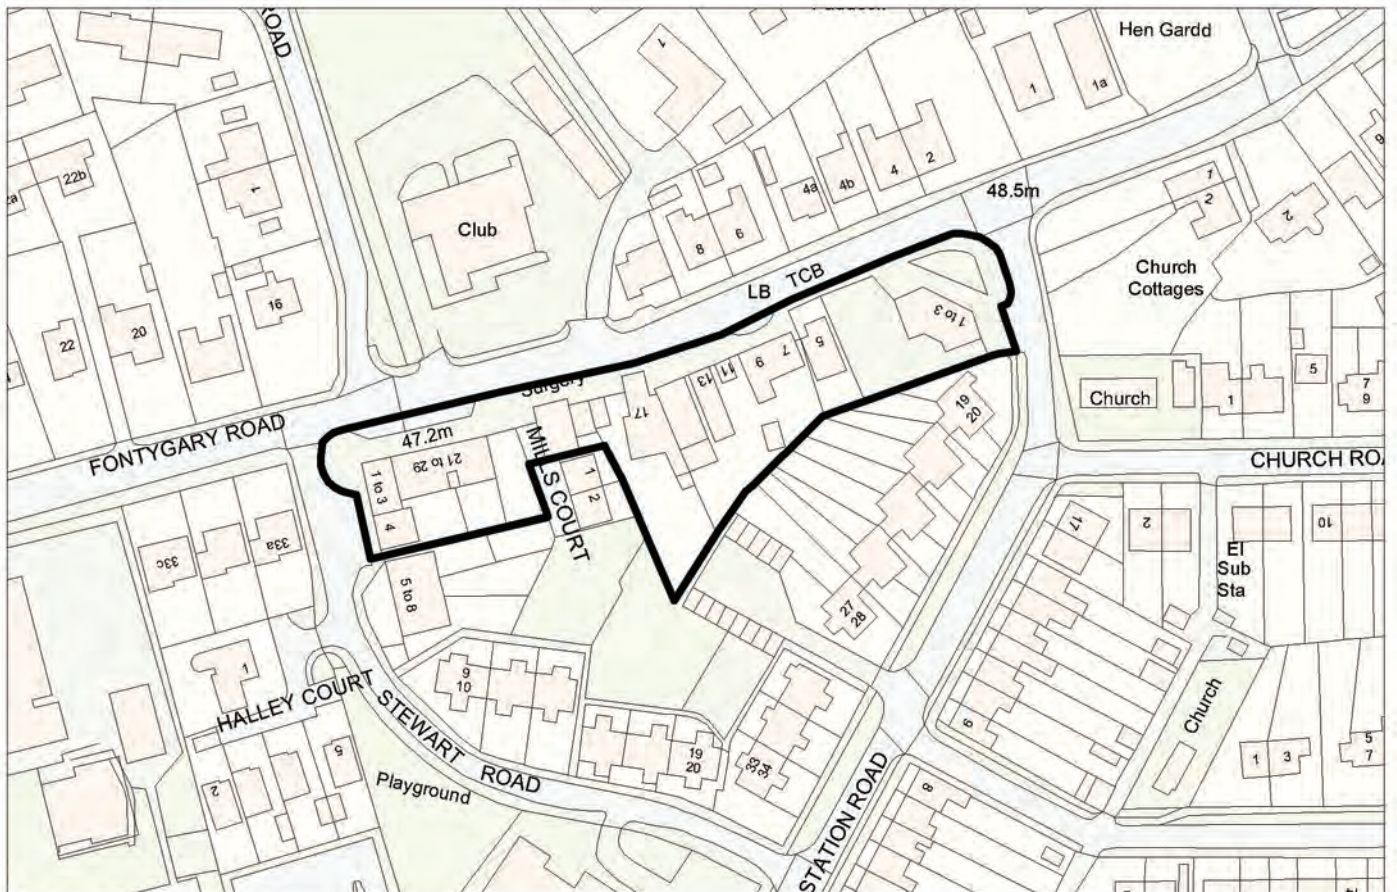 ROAD
Hen Gardd
1
1
1a
22b
1
4a
4b
4
2
48.5m
1
2
2
Club
8
6
Church
Cottages
16
LB TCB
20
22
1 to 3
5
7
9
11
13
Surgery
17
19
20
Church
1
5
7
9
FONTYGARY ROAD
47.2m
21 to 29
1 to 3
4
MILLS COURT
1
2
CHURCH ROA
17
2
10
El
Sub
Sta
33c
33a
5 to 8
27
28
1
9
10
HALLEY COURT
STEWART ROAD
Playground
5
2
19
20
33
34
9
Church
1
3
5
7
STATION ROAD
8